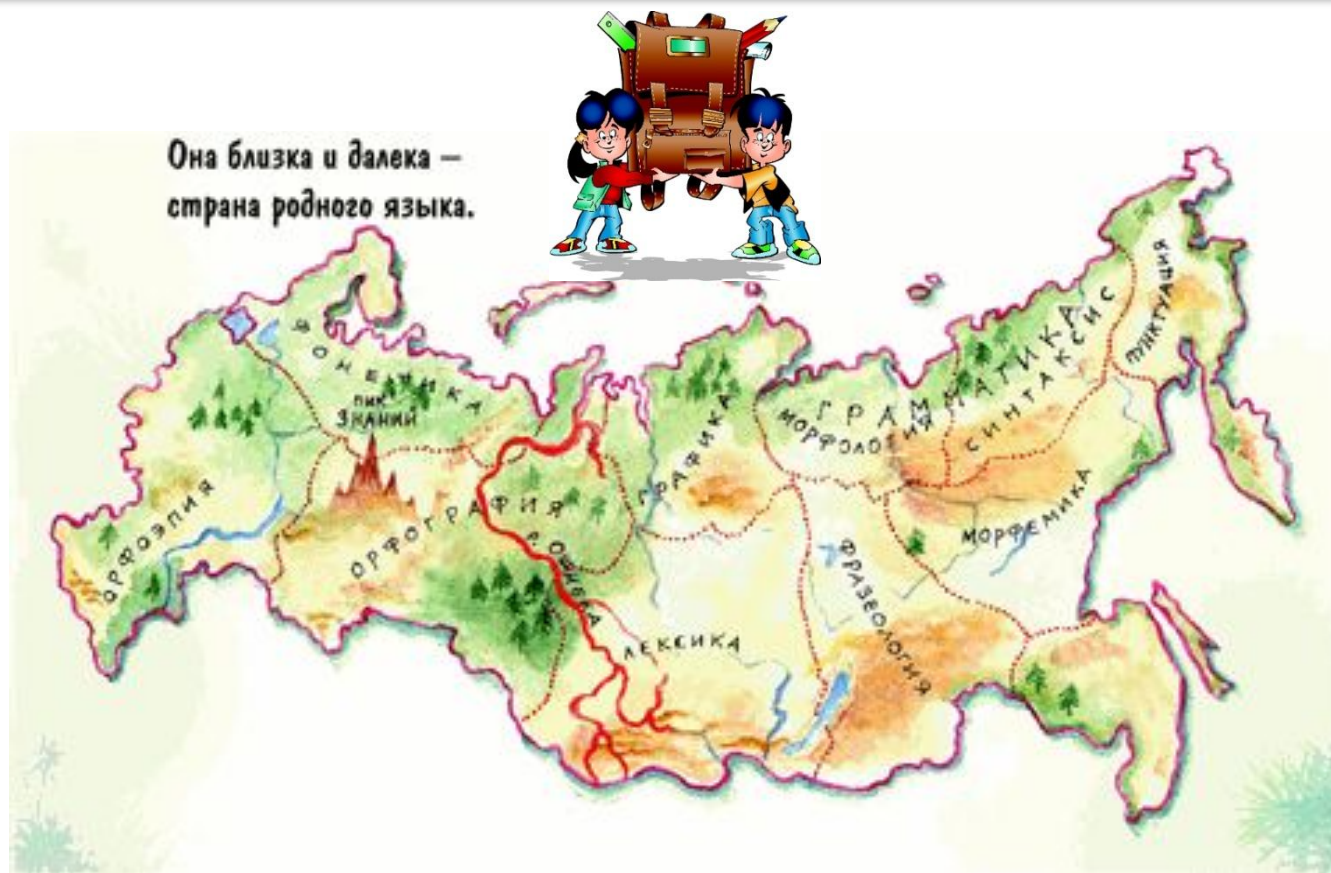 Она близка и далека –
страна родного языка.
ФОНЕТИКА
ПИК
ЗНАНИЙ
ОРФОЭПИЯ
ОРФОГРАФИЯ
р. ОШИБКА
ГРАФИКА
ЛЕКСИКА
ГРАММАТИКА
МОРФОЛОГИЯ
СИНТАКСИС
ПУНКТУАЦИЯ
МОРФЕМИКА
ФРАЗЕОЛОГИЯ